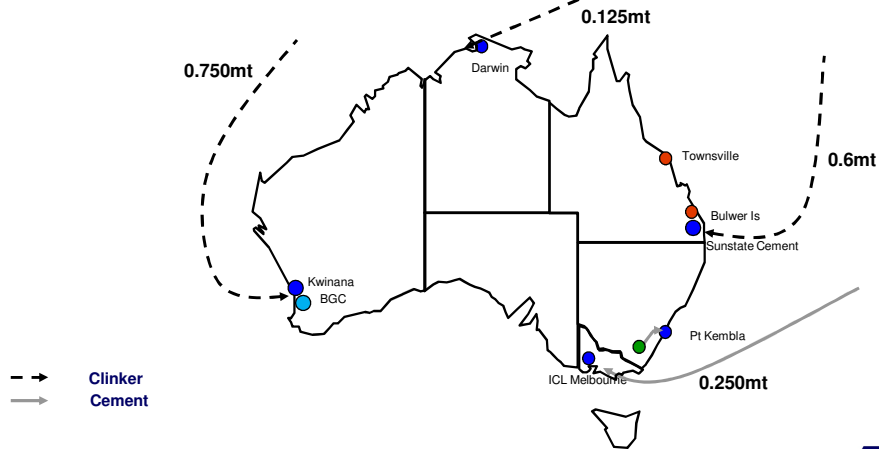 0.125mt
0.750mt
Darwin
Townsville
0.6mt
Bulwer Is
Sunstate Cement
Kwinana
BGC
Pt Kembla
ICL Melbourne
Clinker
0.250mt
Cement